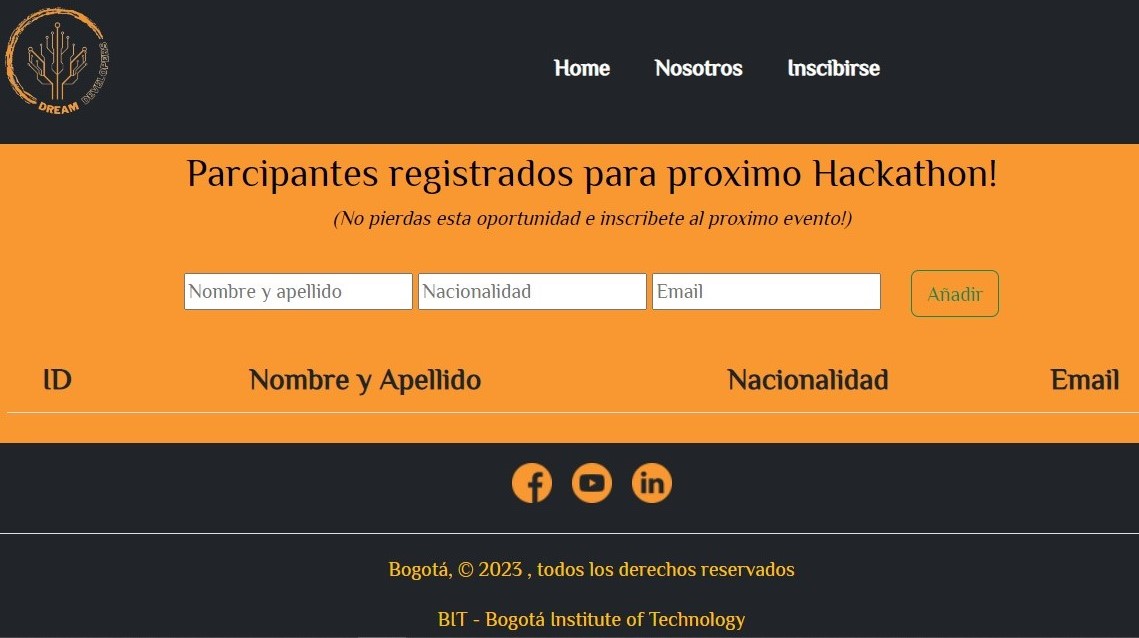 DREAM DEVELOPERS
Home Nosotros Inscibirse
Parcipantes registrados para proximo Hackathon!
(No pierdas esta oportunidad e inscribete al proximo evento!)
Nombre y apellido Nacionalidad Email Añadir
ID Nombre y Apellido Nacionalidad Email
Bogotá, © 2023 , todos los derechos reservados
BIT - Bogotá Institute of Technology